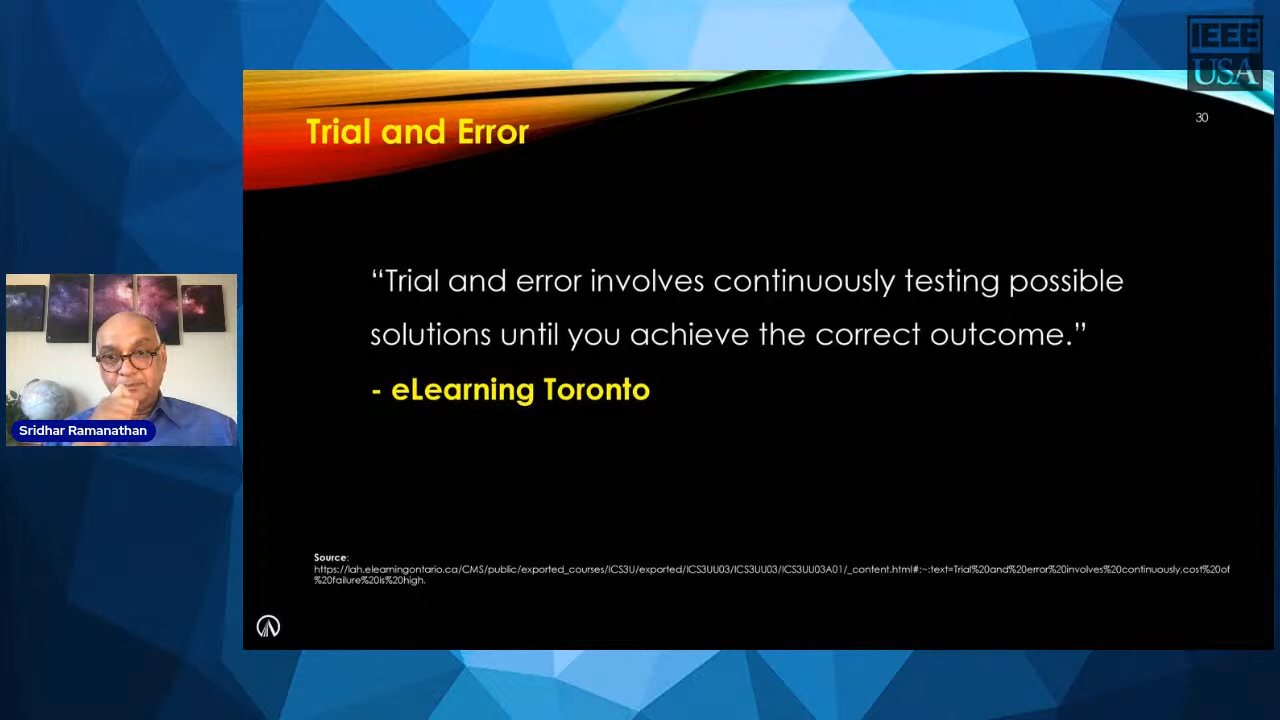 IEEE
USA
30
Trial and Error
“Trial and error involves continuously testing possible
solutions until you achieve the correct outcome.”
- eLearning Toronto
Sridhar Ramanathan
Source:
https://lah.elearningontario.ca/CMS/public/exported_courses/ICS3U/exported/ICS3UU03/ICS3UU03/ICS3UU03A01/_content.html#:~:text=Trial%20and%20error%20involves%20continuously,cost%20of
%20failure%20is%20high.